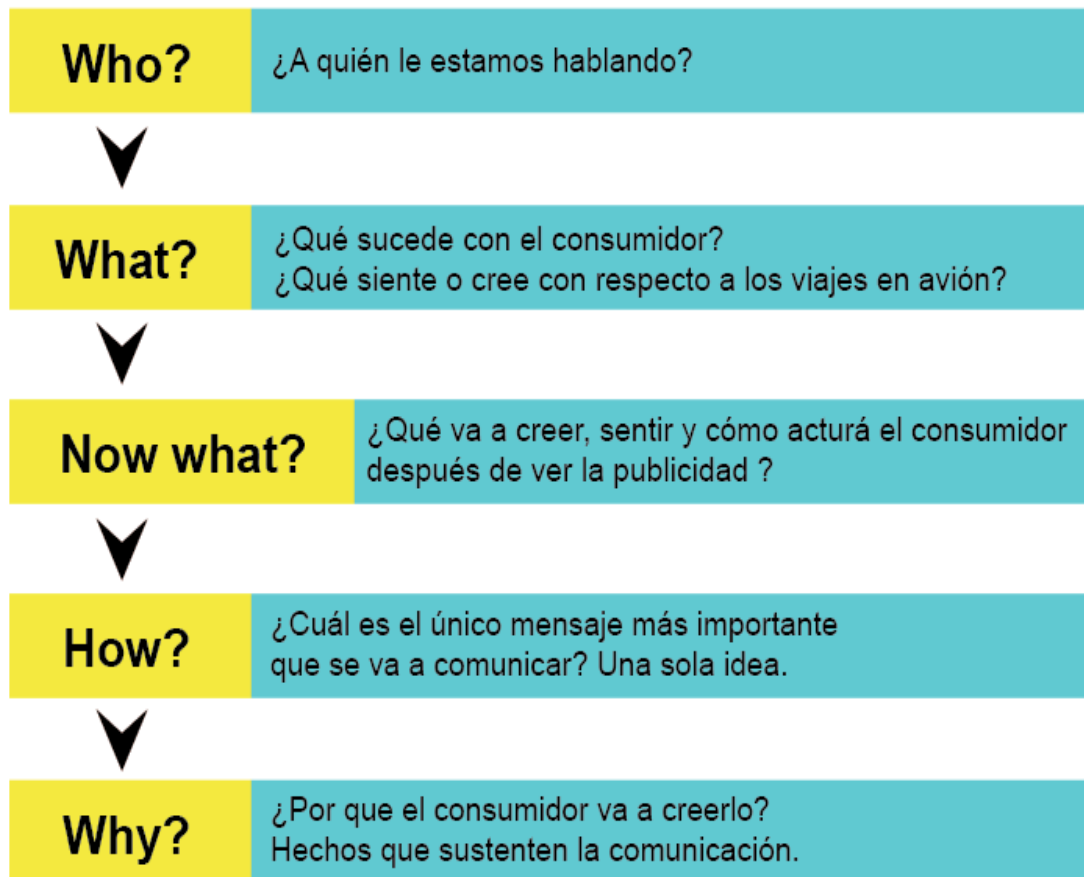 Who?
¿A quién le estamos hablando?
What?
¿Qué sucede con el consumidor?
¿Qué siente o cree con respecto a los viajes en avión?
Now what?
¿Qué va a creer, sentir y cómo acturá el consumidor
después de ver la publicidad ?
How?
¿Cuál es el único mensaje más importante
que se va a comunicar? Una sola idea.
Why?
¿Por que el consumidor va a creerlo?
Hechos que sustenten la comunicación.